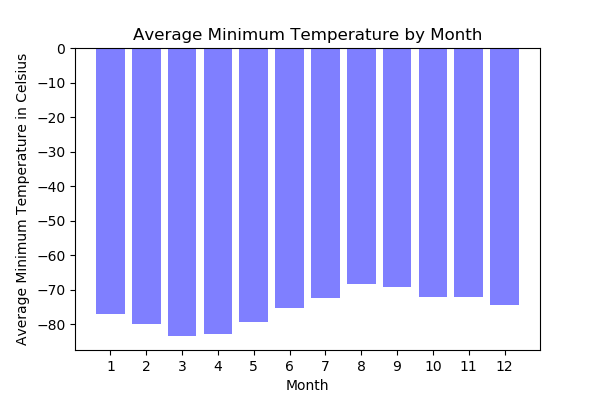 Average Minimum Temperature by Month
Average Minimum Temperature in Celsius
0
−10
−20
−30
−40
−50
−60
−70
−80
1 2 3 4 5 6 7 8 9 10 11 12
Month